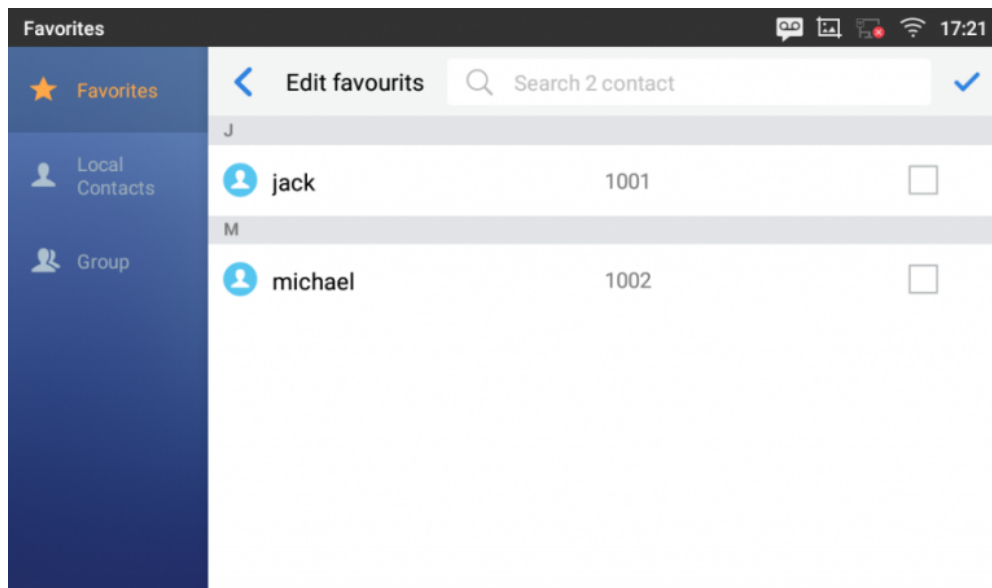 Favorites 17:21
Favorites
Edit favourits Search 2 contact
J
Local
Contacts
jack 1001
M
Group
michael 1002